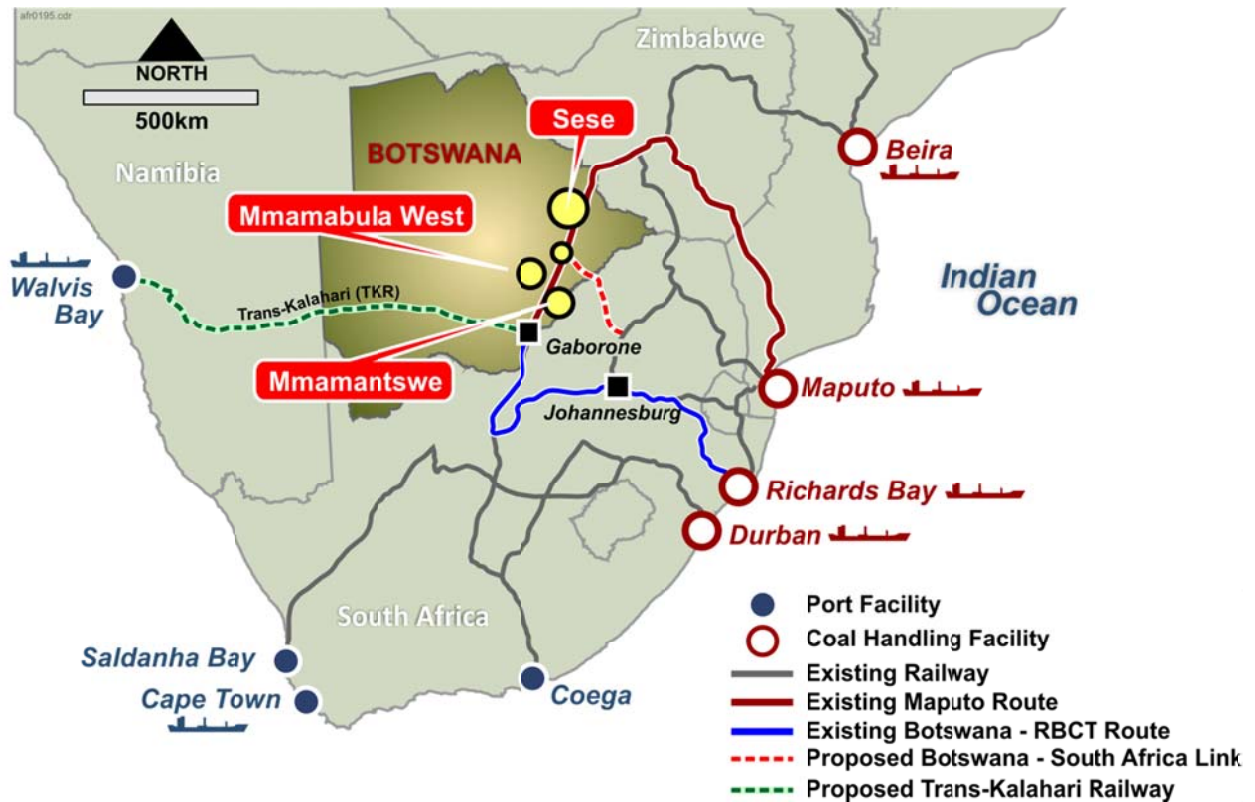 afr0195.cdr
Zimbabwe
NORTH
500km
Sese
BOTSWANA
Beira
Namibia
Mmamabula West
Walvis
Bay
Trans-Kalahari (TKR)
Indian
Ocean
Gaborone
Mmamantswe
Johannesburg
Maputo
Richards Bay
Durban
South Africa
Saldanha Bay
Cape Town
Coega
Port Facility
Coal Handling Facility
Existing Railway
Existing Maputo Route
Existing Botswana - RBCT Route
Proposed Botswana - South Africa Link
Proposed Trans-Kalahari Railway